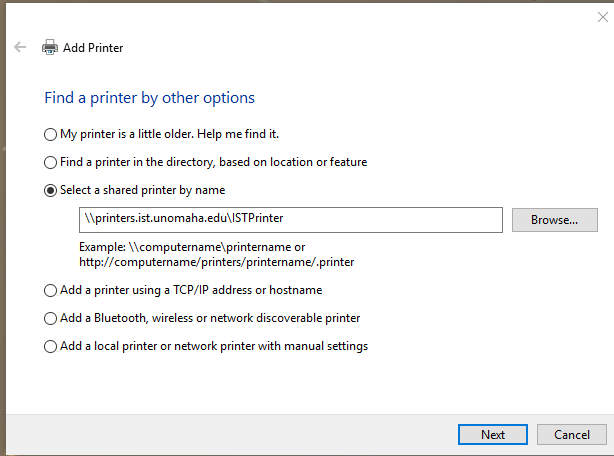 Add Printer
Find a printer by other options
My printer is a little older. Help me find it.
Find a printer in the directory, based on location or feature
Select a shared printer by name
\\printers.ist.unomaha.edu\ISTPrinter
Browse...
Example: \\computername\printername or
http://computername/printers/printername/.printer
Add a printer using a TCP/IP address or hostname
Add a Bluetooth, wireless or network discoverable printer
Add a local printer or network printer with manual settings
Next
Cancel